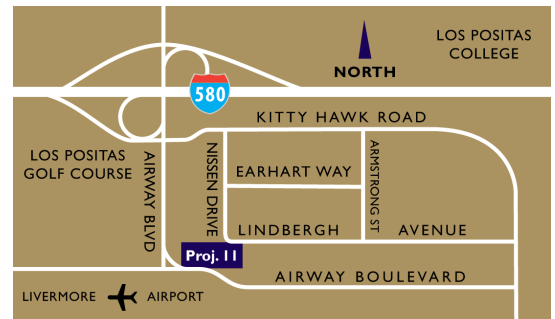 LOS POSITAS
COLLEGE
NORTH
580
KITTY HAWK ROAD
LOS POSITAS
GOLF COURSE
AIRWAY BLVD
NISSEN DRIVE
EARHART WAY
ARMSTRONG ST
LINDBERGH AVENUE
Proj. 11
AIRWAY BOULEVARD
LIVERMORE AIRPORT